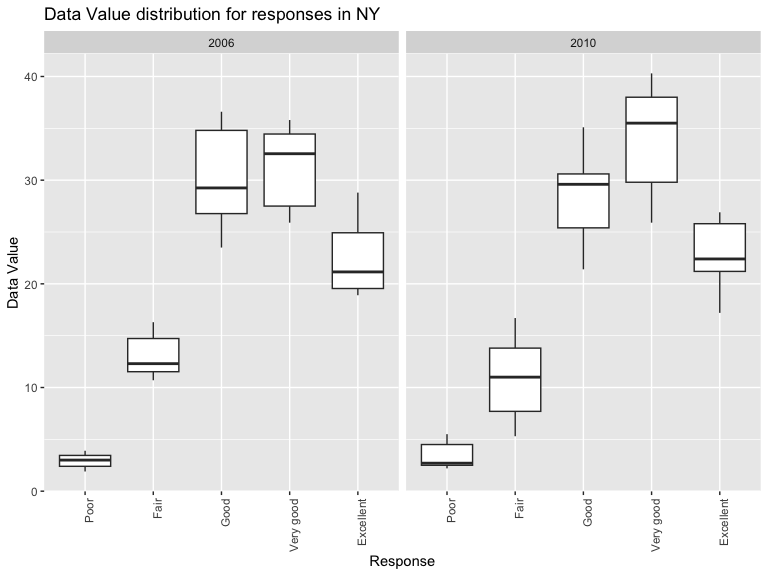 Data Value distribution for responses in NY
2006
2010
Data Value
40
30
20
10
0
Poor
Fair
Good
Very good
Excellent
Poor
Fair
Good
Very good
Excellent
Response